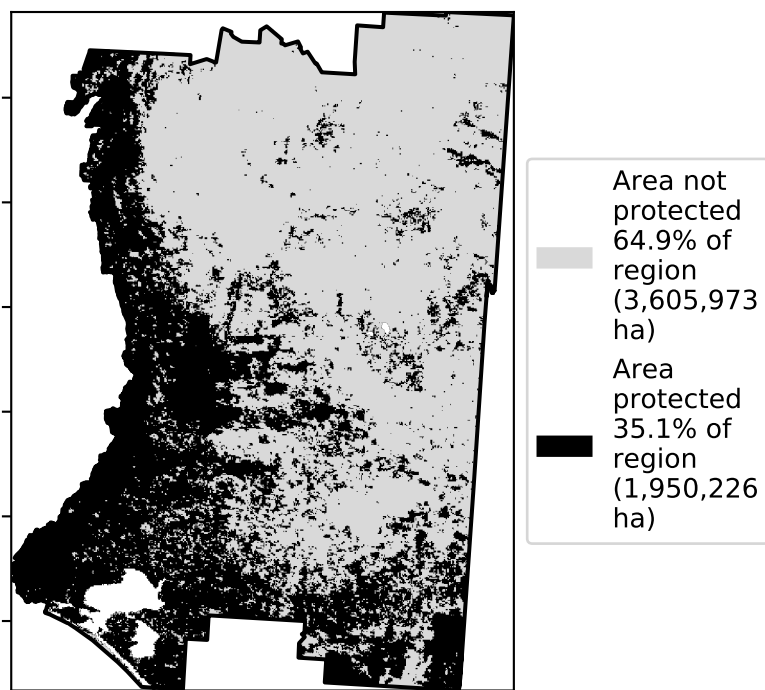 Area not
protected
64.9% of
region
(3,605,973
ha)
Area
protected
35.1% of
region
(1,950,226
ha)